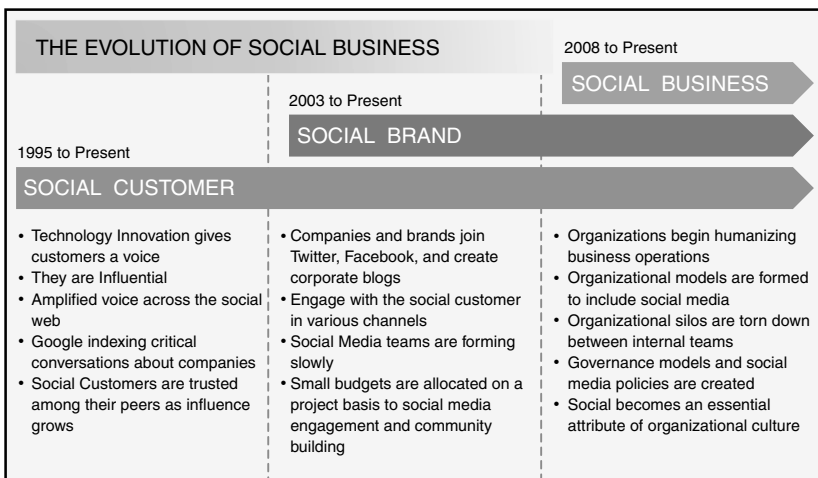 THE EVOLUTION OF SOCIAL BUSINESS
2008 to Present
SOCIAL BUSINESS
2003 to Present
SOCIAL BRAND
1995 to Present
SOCIAL CUSTOMER
• Technology Innovation gives
customers a voice
• They are Influential
• Amplified voice across the social
web
• Google indexing critical
conversations about companies
• Social Customers are trusted
among their peers as influence
grows
• Companies and brands join
Twitter, Facebook, and create
corporate blogs
• Engage with the social customer
in various channels
• Social Media teams are forming
slowly
• Small budgets are allocated on a
project basis to social media
engagement and community
building
• Organizations begin humanizing
business operations
• Organizational models are formed
to include social media
• Organizational silos are torn down
between internal teams
• Governance models and social
media policies are created
• Social becomes an essential
attribute of organizational culture